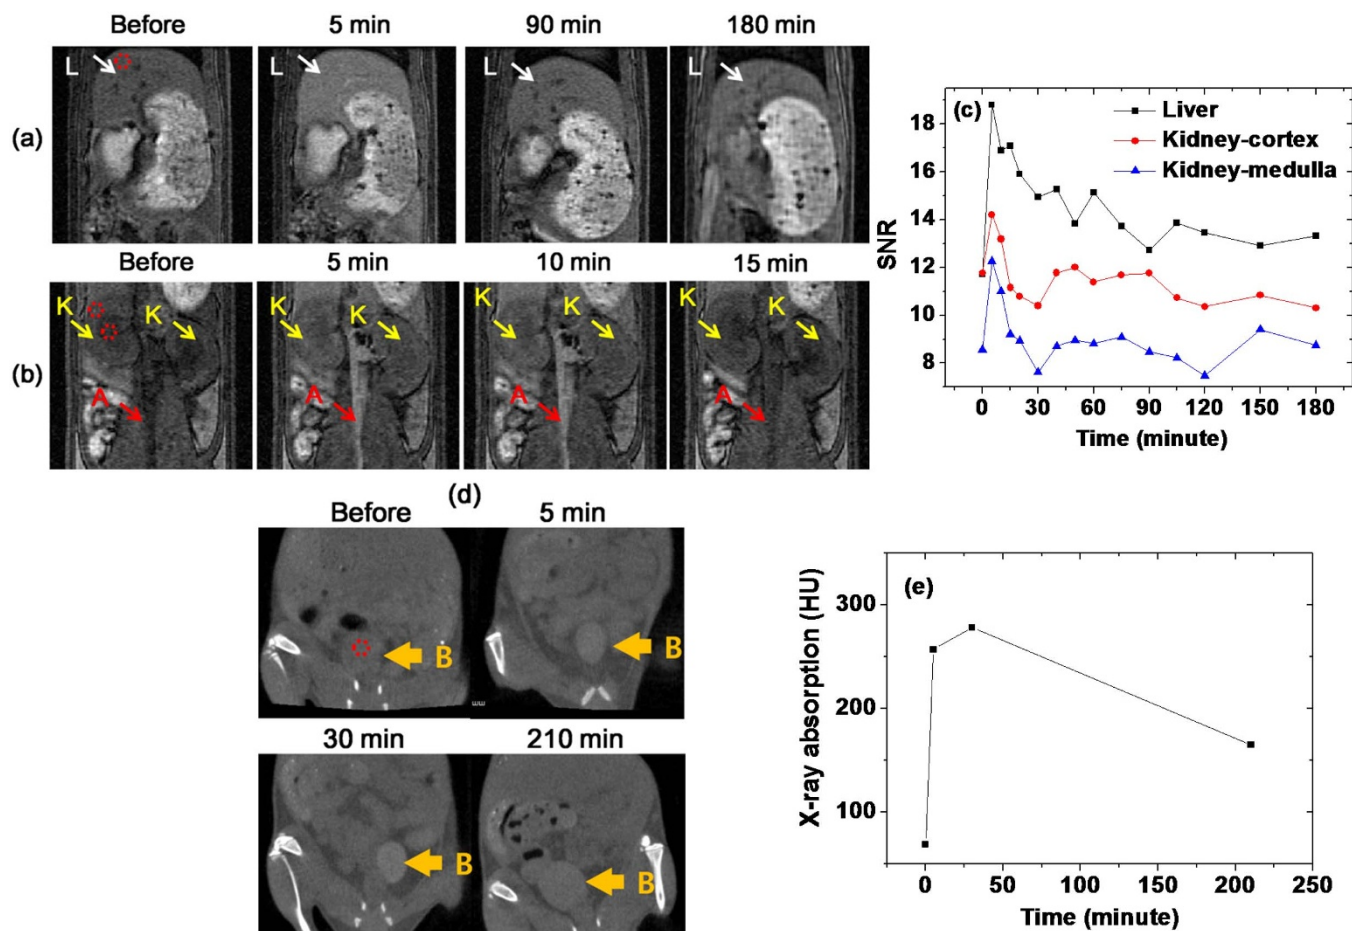 Before 5 min 90 min 180 min
L L L L
(a)
Before 5 min 10 min 15 min
K K K K K K K
A A A A
(b)
(c)
Liver
Kidney-cortex
Kidney-medulla
SNR
18
16
14
12
10
8
0 30 60 90 120 150 180
Time (minute)
(d)
Before 5 min
B B
30 min 210 min
B B
(e)
X-ray absorption (HU)
300
200
100
0 50 100 150 200 250
Time (minute)